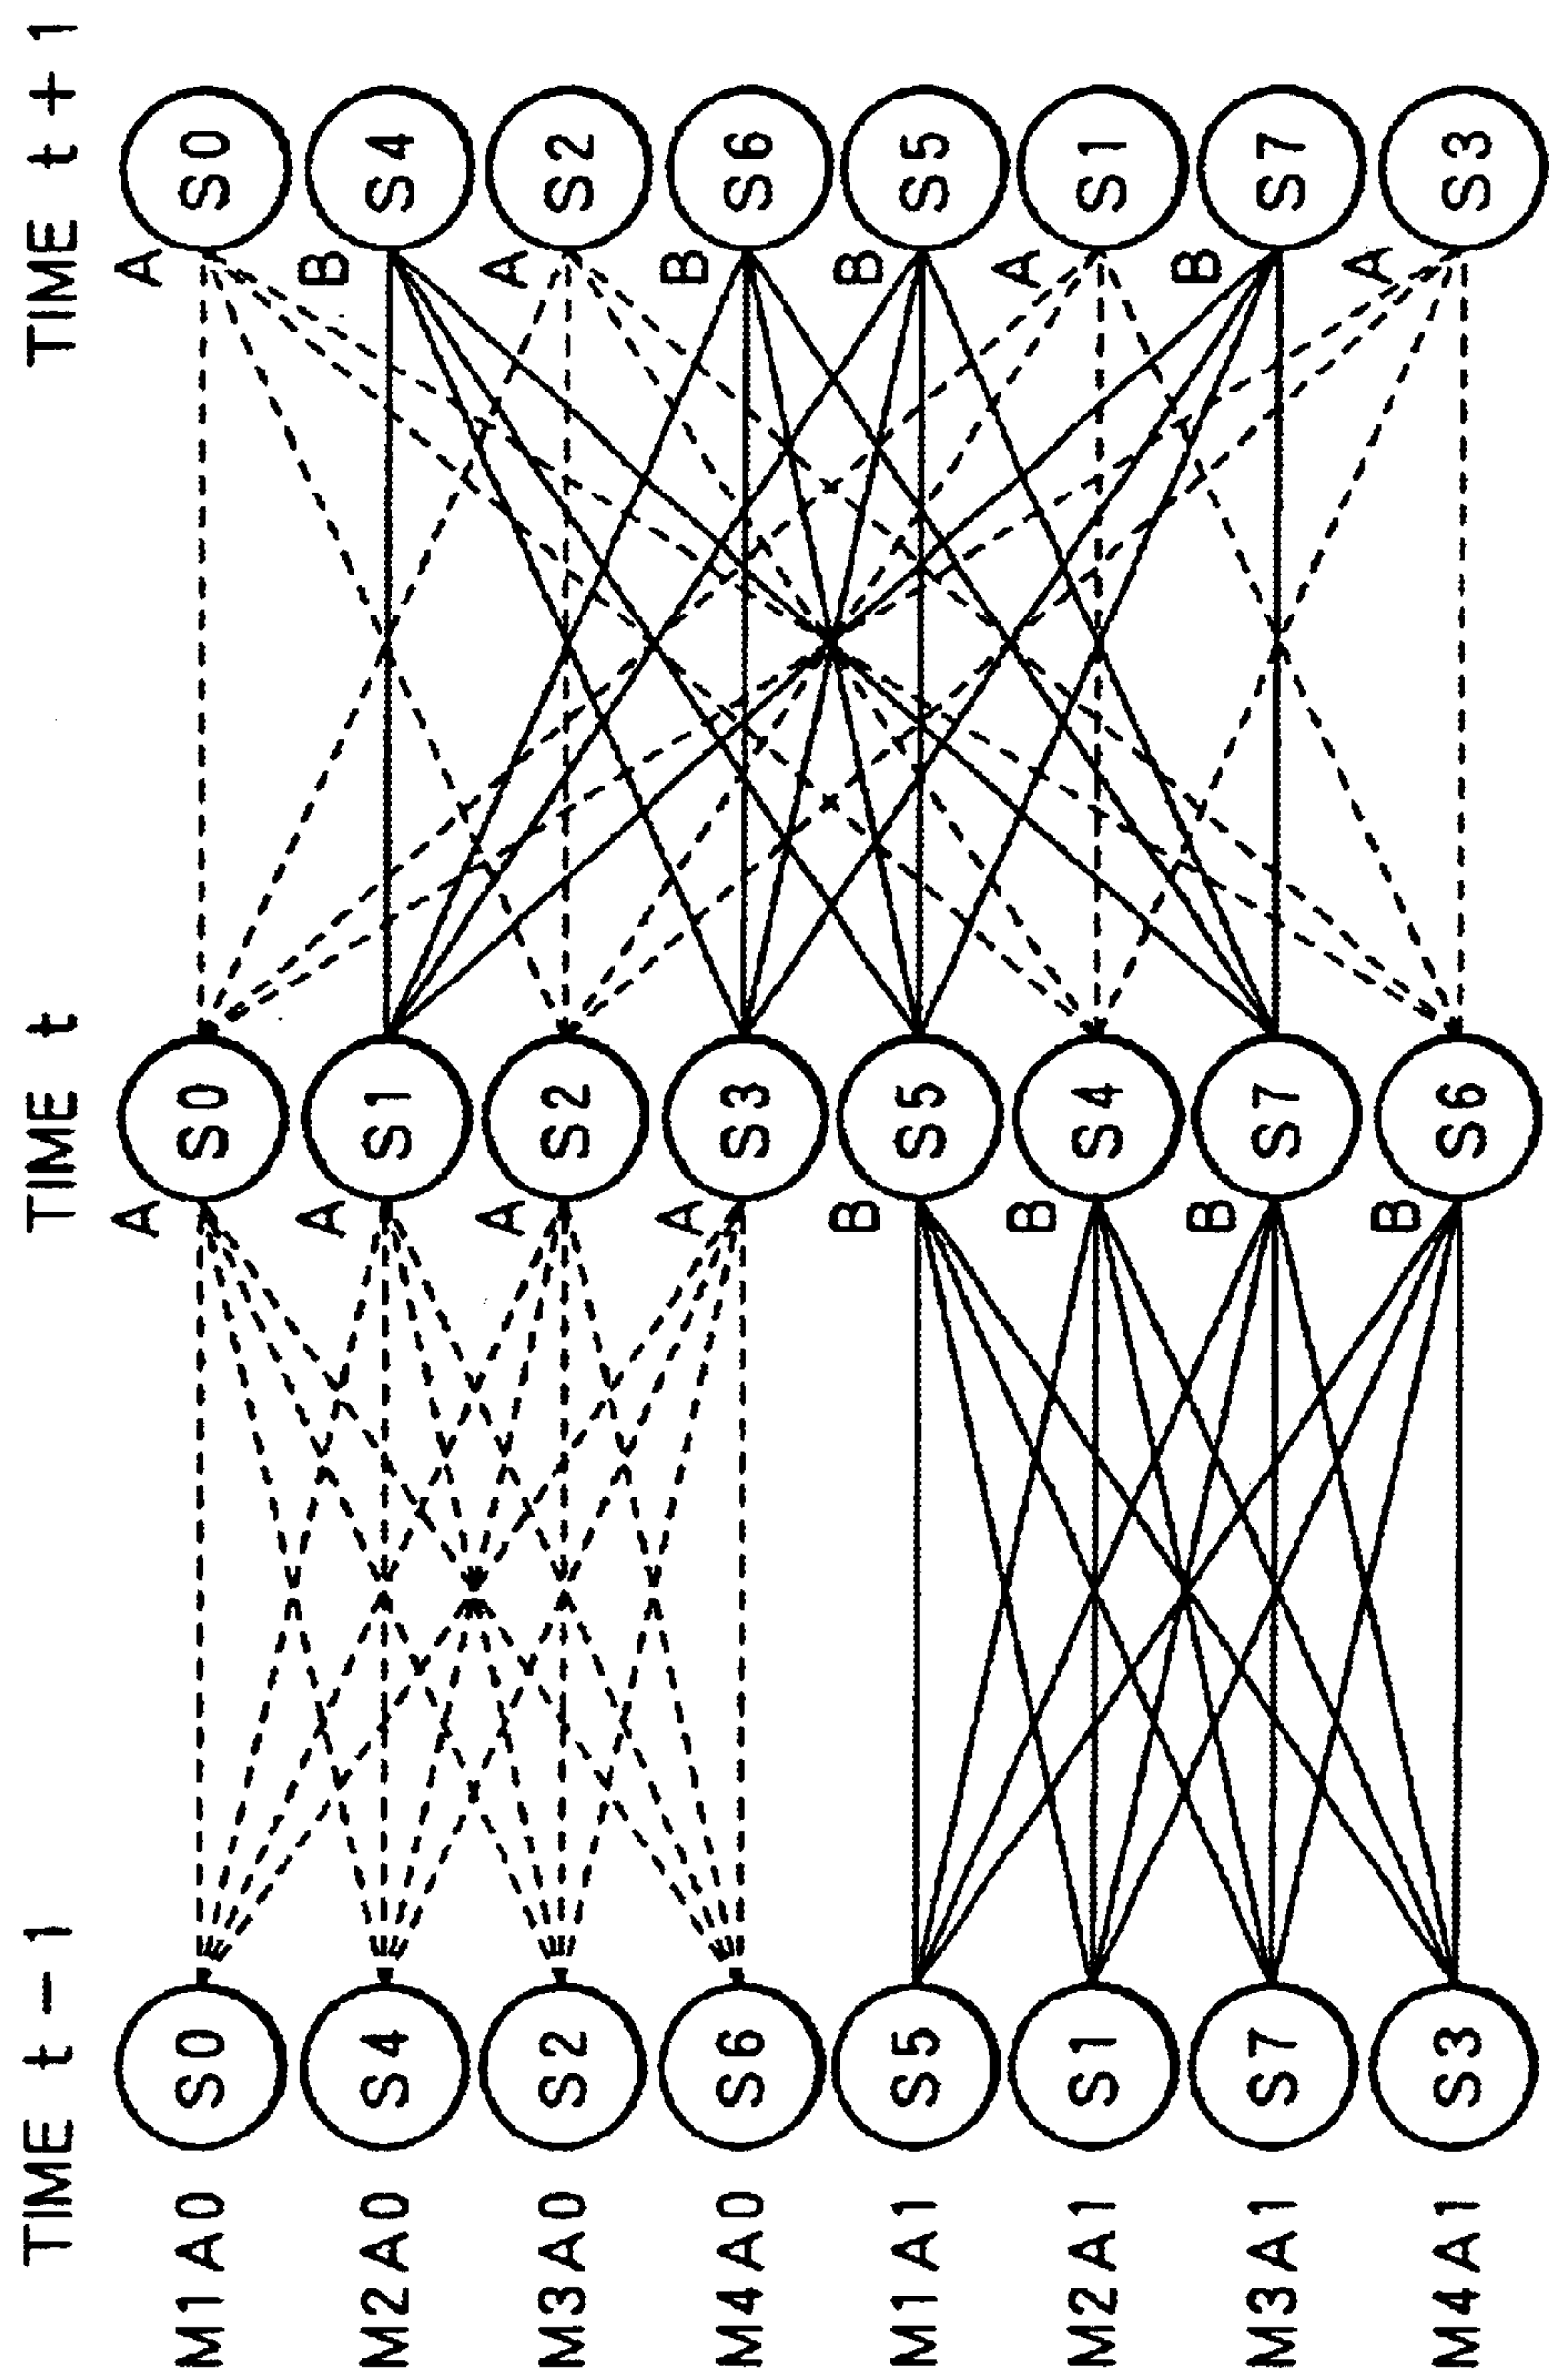 TIME t-1 TIME t TIME t+1
M1A0 S0 A S0 A S0
M2A0 S4 A S1 B S4
M3A0 S2 A S2 A S2
M4A0 S6 A S3 B S6
M1A1 S5 B S5 B S5
M2A1 S1 B S4 A S1
M3A1 S7 B S7 B S7
M4A1 S3 B S6 A S3